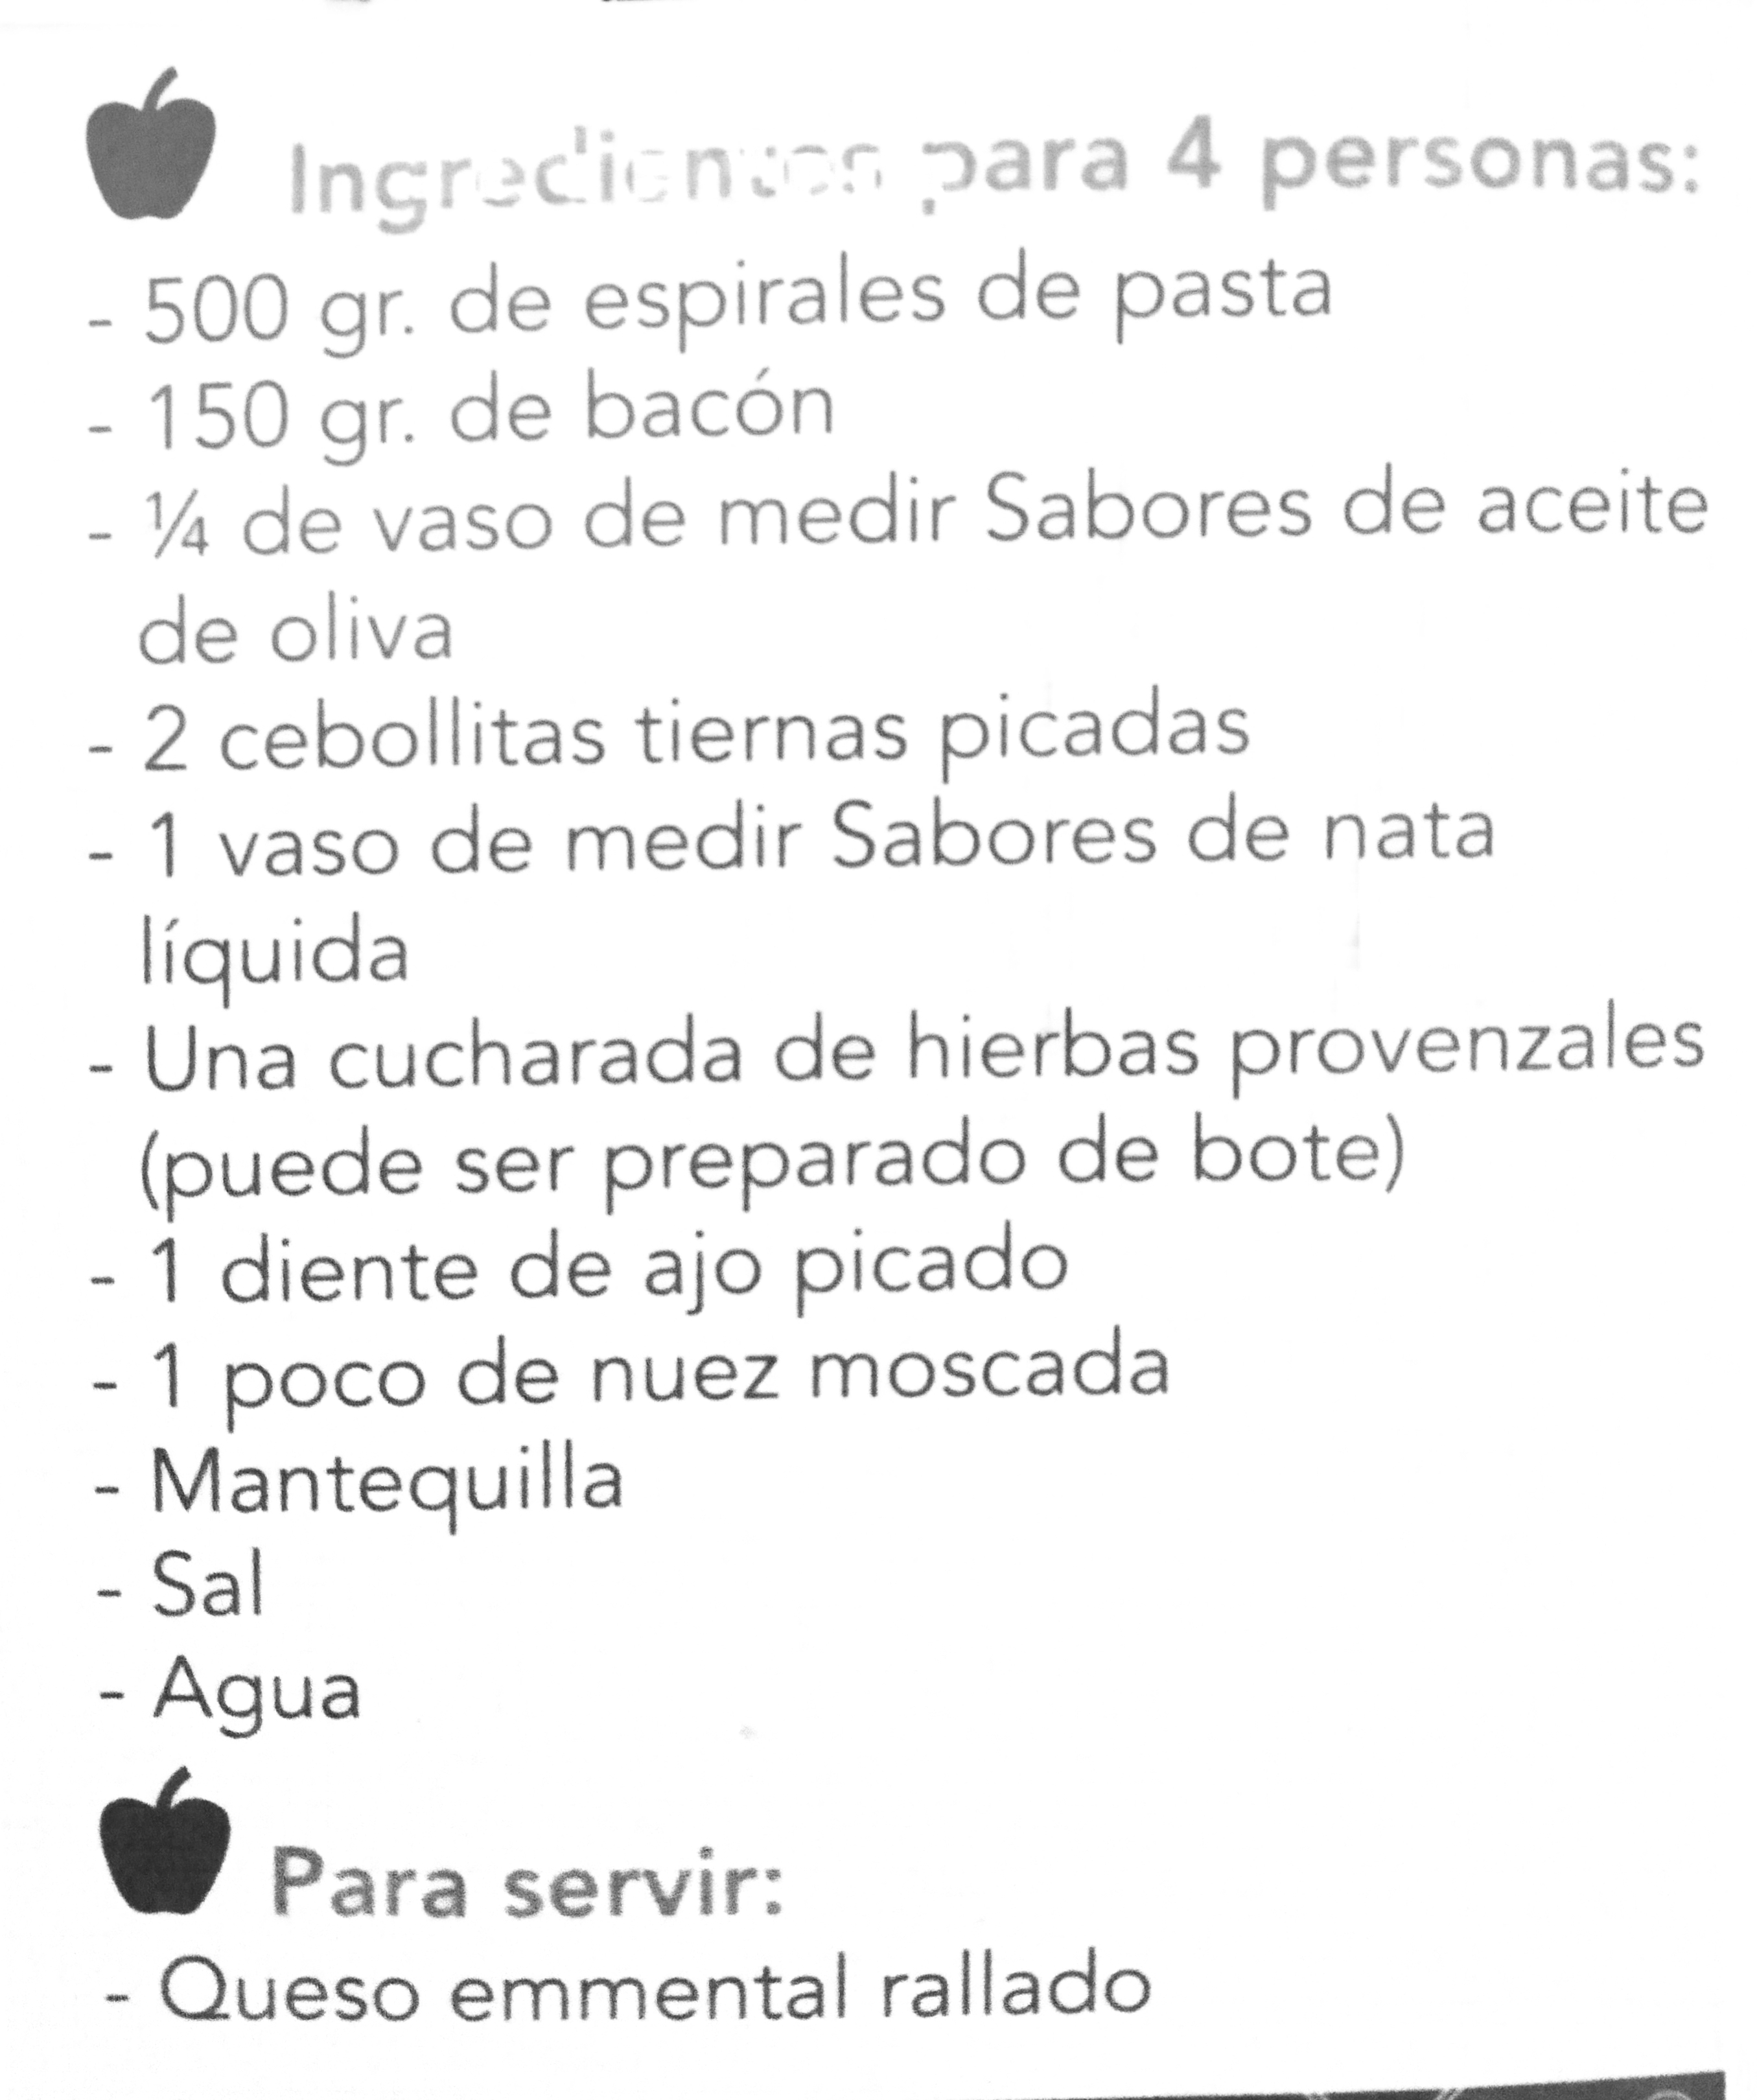 Ingredientes para 4 personas:
- 500 gr. de espirales de pasta
- 150 gr. de bacón
- ¼ de vaso de medir Sabores de aceite
de oliva
- 2 cebollitas tiernas picadas
- 1 vaso de medir Sabores de nata
líquida
- Una cucharada de hierbas provenzales
(puede ser preparado de bote)
- 1 diente de ajo picado
- 1 poco de nuez moscada
- Mantequilla
- Sal
- Agua
Para servir:
- Queso emmental rallado